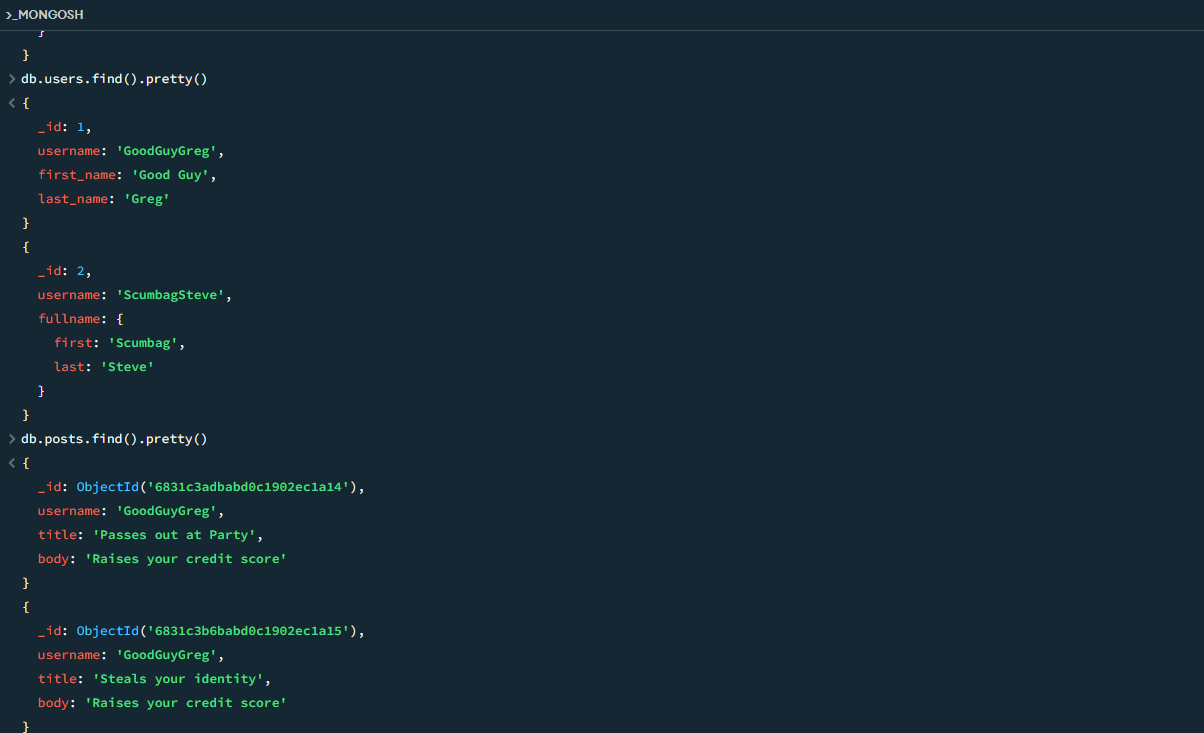 >_MONGOSH
}
}
> db.users.find().pretty()
< {
_id: 1,
username: 'GoodGuyGreg',
first_name: 'Good Guy',
last_name: 'Greg'
}
{
_id: 2,
username: 'ScumbagSteve',
fullname: {
first: 'Scumbag',
last: 'Steve'
}
}
> db.posts.find().pretty()
< {
_id: ObjectId('6831c3adbabd0c1902ec1a14'),
username: 'GoodGuyGreg',
title: 'Passes out at Party',
body: 'Raises your credit score'
}
{
_id: ObjectId('6831c3b6babd0c1902ec1a15'),
username: 'GoodGuyGreg',
title: 'Steals your identity',
body: 'Raises your credit score'
}